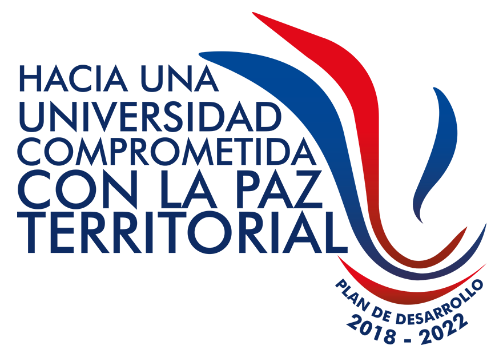 HACIA UNA
UNIVERSIDAD
COMPROMETIDA
CON LA PAZ
TERRITORIAL
PLAN DE DESARROLLO
2018 - 2022